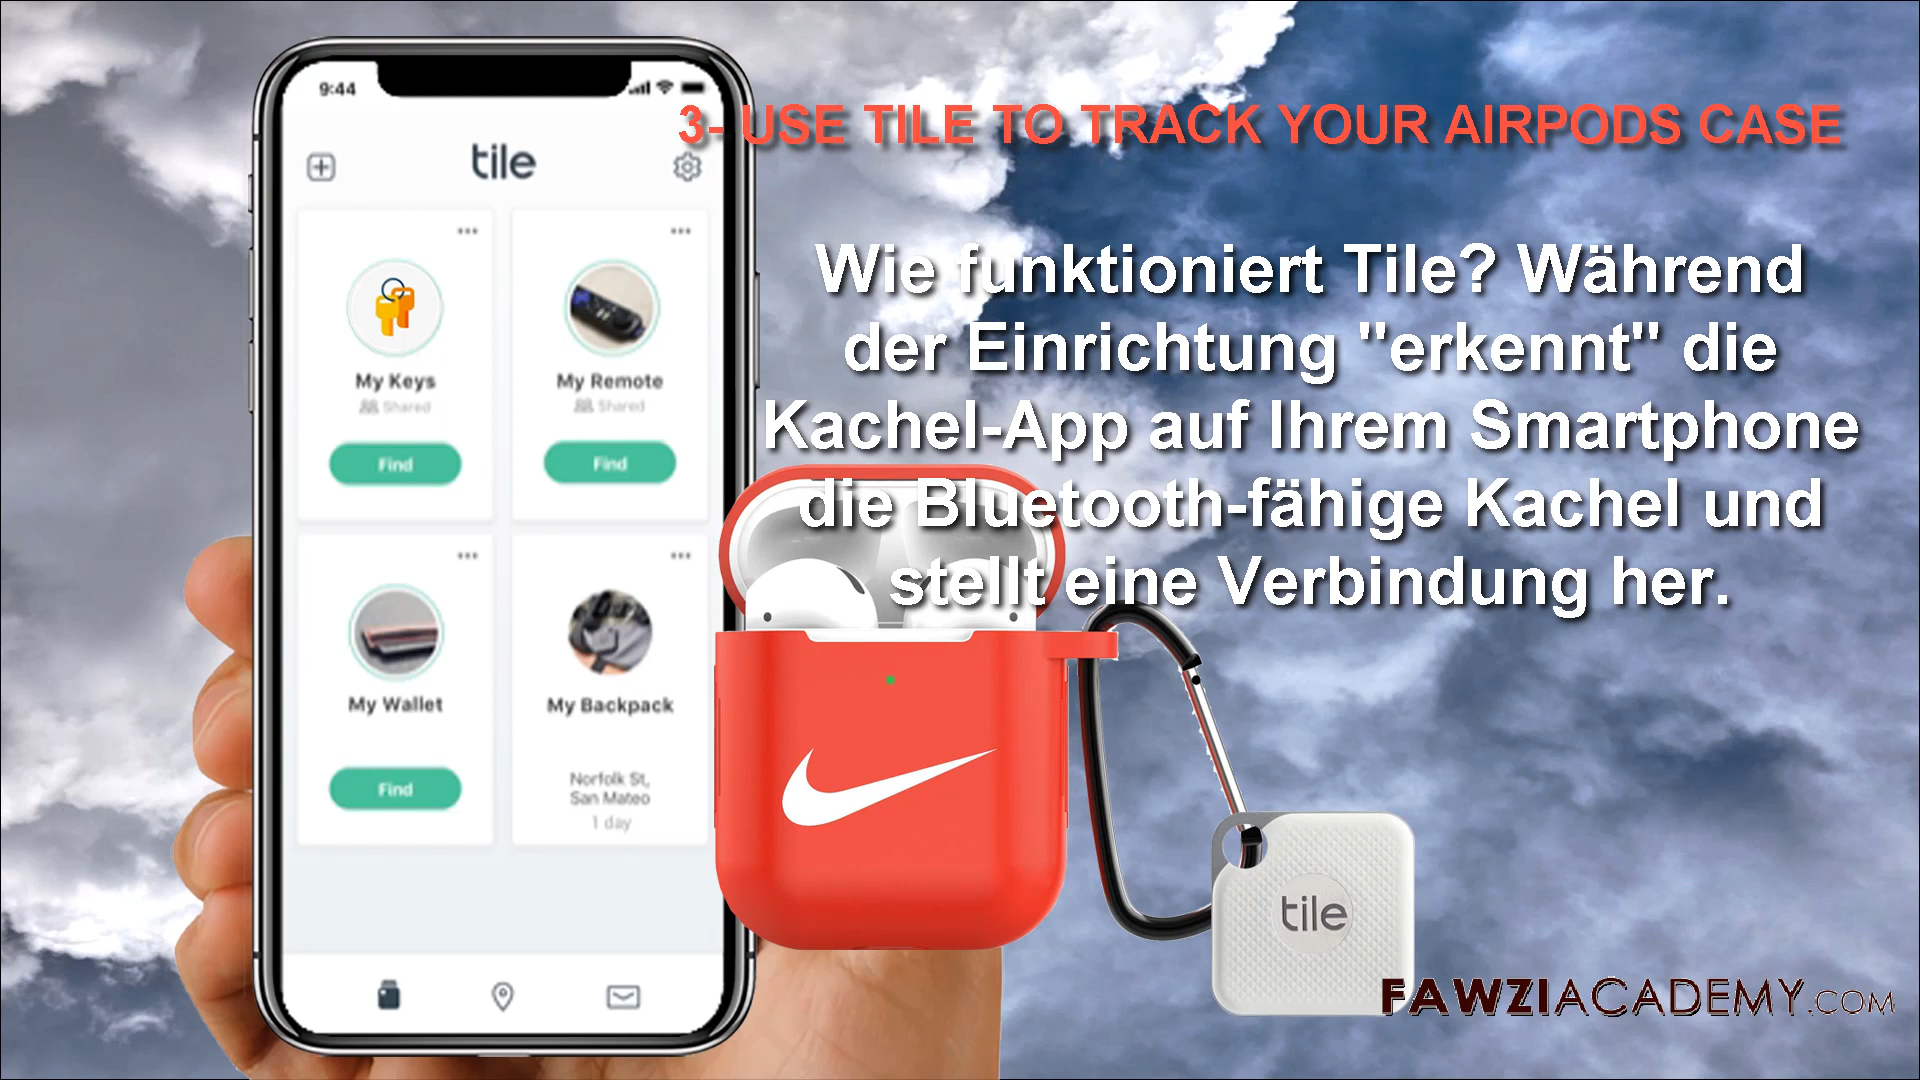 9:44
tile
3- USE TILE TO TRACK YOUR AIRPODS CASE
My Keys
Shared
Find
My Remote
Shared
Find
My Wallet
Find
My Backpack
Norfolk St,
San Mateo
1 day
Wie funktioniert Tile? Während
der Einrichtung "erkennt" die
Kachel-App auf Ihrem Smartphone
die Bluetooth-fähige Kachel und
stellt eine Verbindung her.
tile
FAWZIACADEMY.COM